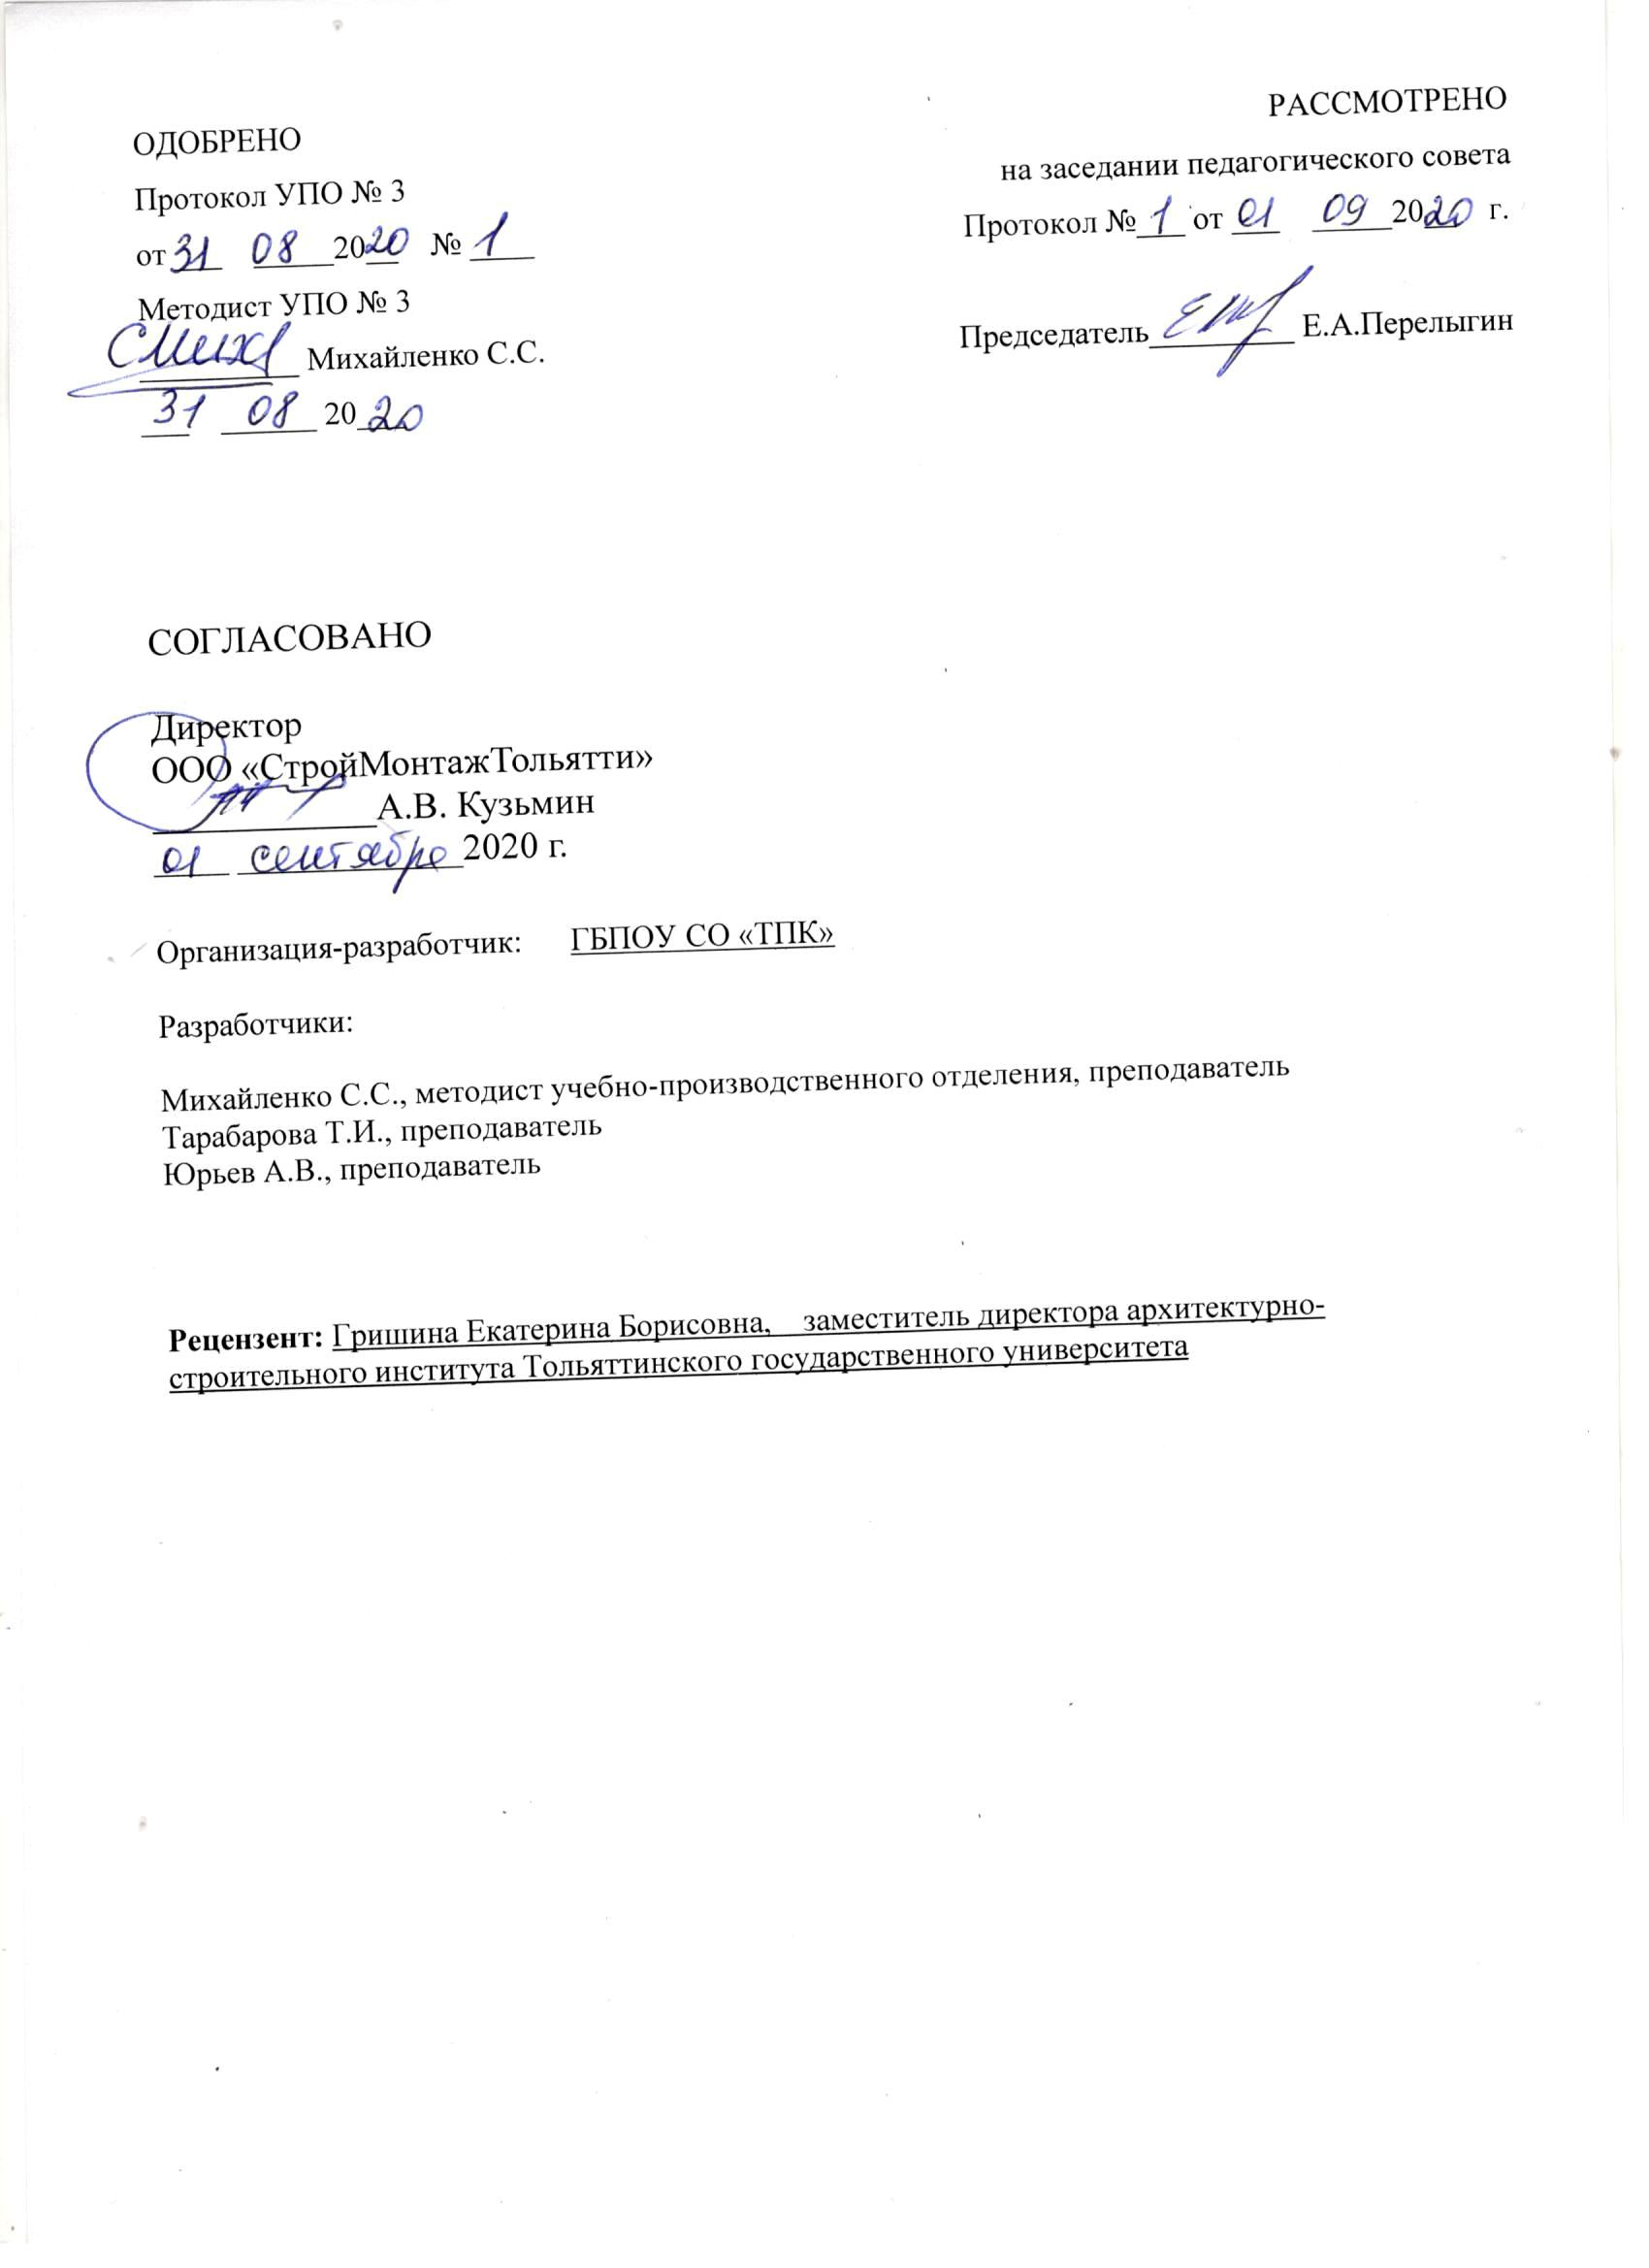 ОДОБРЕНО
Протокол УПО № 3
от 31 08 2020 № 1
Методист УПО № 3
Михайленко С.С.
31 08 2020
РАССМОТРЕНО
на заседании педагогического совета
Протокол № 1 от 01 09 2020 г.
Председатель Е.А.Перелыгин
СОГЛАСОВАНО
Директор
ООО «СтройМонтажТольятти»
А.В. Кузьмин
01 сентября 2020 г.
Организация-разработчик: ГБПОУ СО «ТПК»
Разработчики:
Михайленко С.С., методист учебно-производственного отделения, преподаватель
Тарабарова Т.И., преподаватель
Юрьев А.В., преподаватель
Рецензент: Гришина Екатерина Борисовна, заместитель директора архитектурно-
строительного института Тольяттинского государственного университета